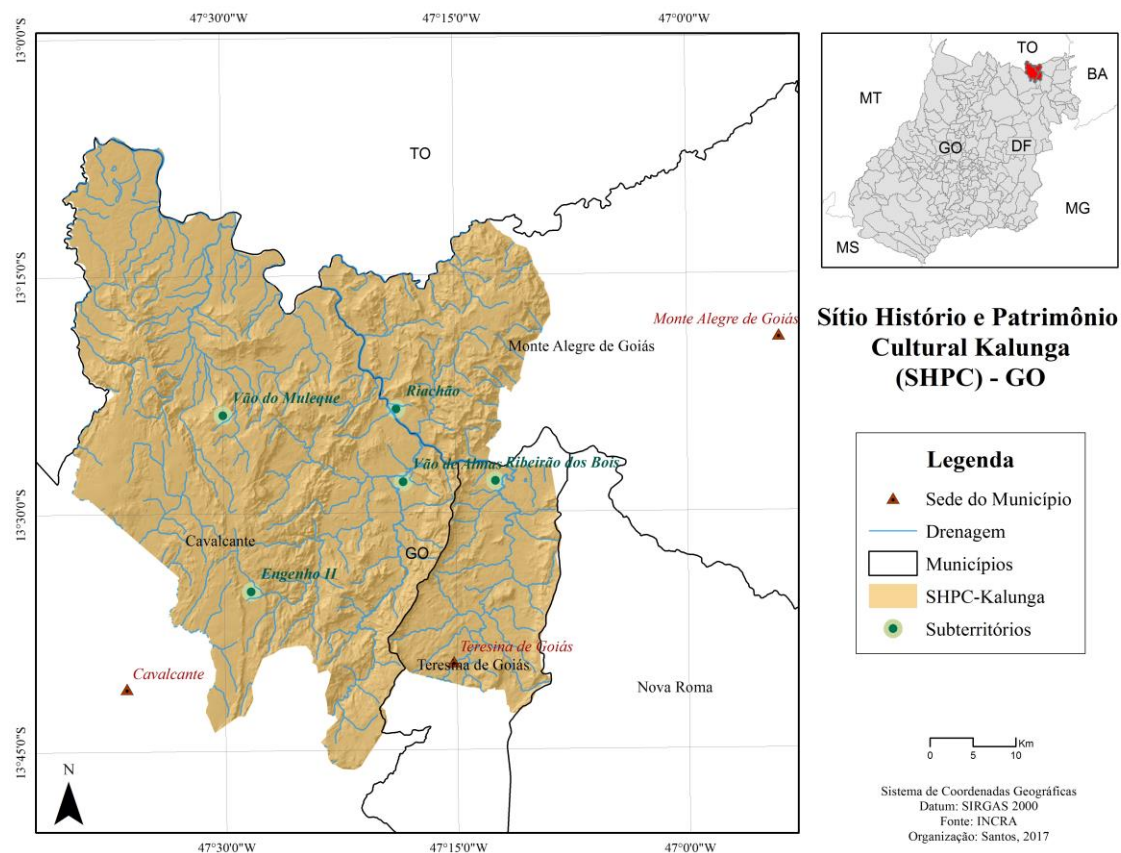 47°30'0"W
47°15'0"W
47°00'W
13°0'0"S
13°15'0"S
13°30'0"S
13°45'0"S
TO
Monte Alegre de Goiás
Monte Alegre de Goiás
Vão do Muleque
Riachão
Vão de Almas
Ribeirão dos Bois
Cavalcante
GO
Engenho II
Teresina de Goiás
Teresina de Goiás
Cavalcante
Nova Roma
N
47°30'0"W
47°15'0"W
47°0'0"W
TO
BA
MT
GO
DF
MG
MS
Sítio Histório e Patrimônio
Cultural Kalunga
(SHPC) - GO
Legenda
Sede do Município
Drenagem
Municípios
SHPC-Kalunga
Subterritórios
0 5 10 Km
Sistema de Coordenadas Geográficas
Datum: SIRGAS 2000
Fonte: INCRA
Organização: Santos, 2017